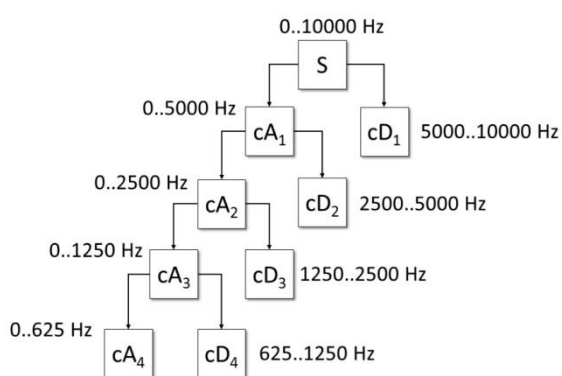 0..10000 Hz
S
0..5000 Hz
cA₁
cD₁ 5000..10000 Hz
0..2500 Hz
cA₂
cD₂ 2500..5000 Hz
0..1250 Hz
cA₃
cD₃ 1250..2500 Hz
0..625 Hz
cA₄
cD₄ 625..1250 Hz